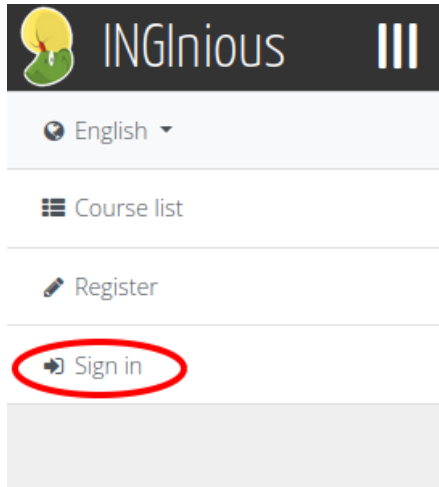 INGInious
English
Course list
Register
Sign in